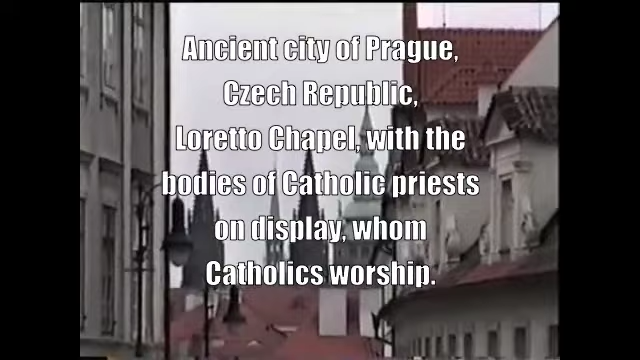 Ancient city of Prague,
Czech Republic,
Loretto Chapel, with the
bodies of Catholic priests
on display, whom
Catholics worship.